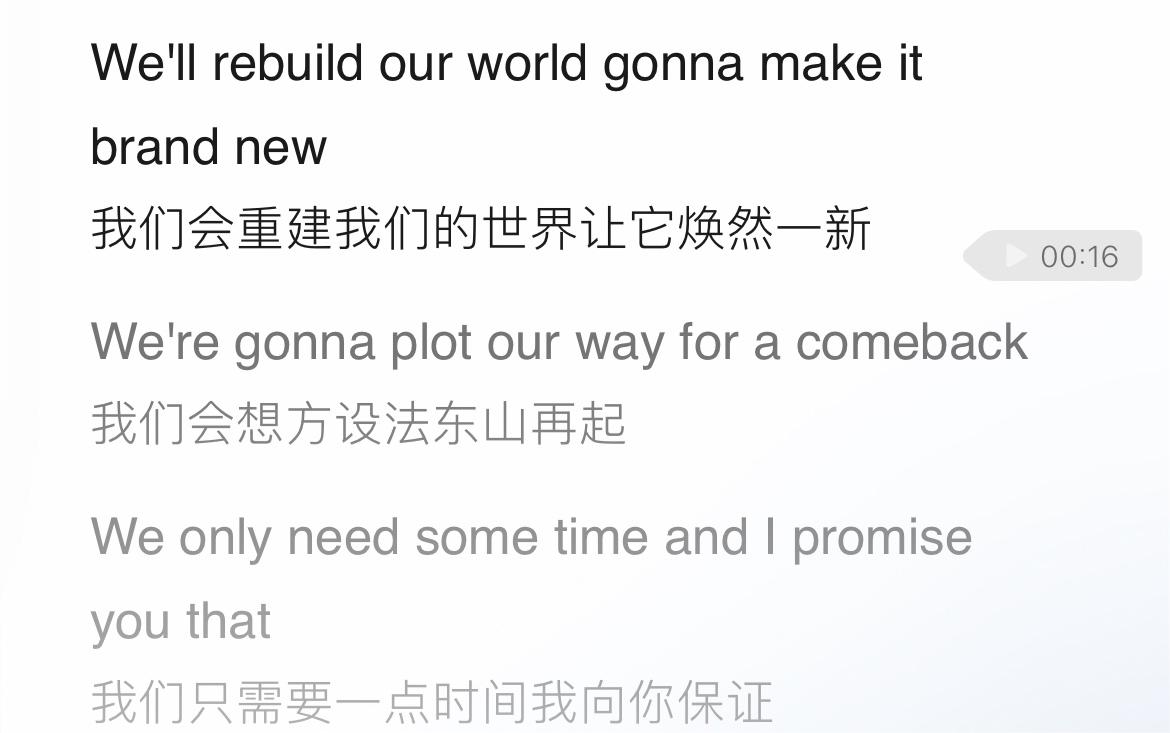 We'll rebuild our world gonna make it
brand new
我们会重建我们的世界让它焕然一新
00:16
We're gonna plot our way for a comeback
我们会想方设法东山再起
We only need some time and I promise
you that
我们只需要一点时间我向你保证